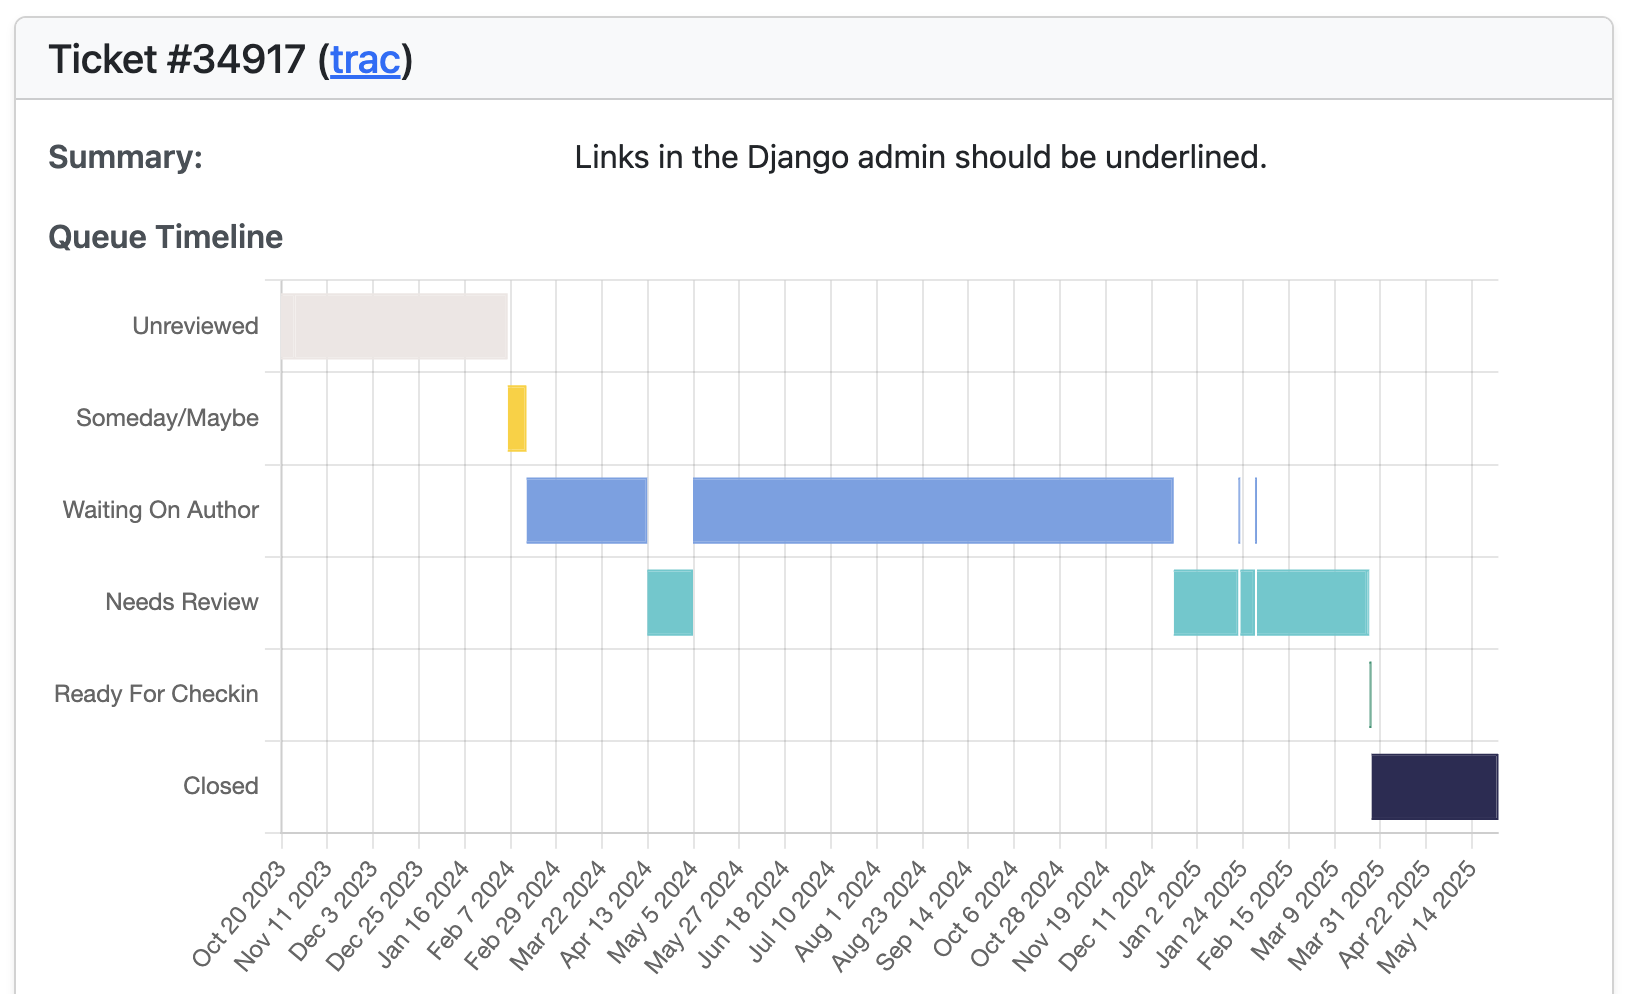 Ticket #34917 (trac)
Summary: Links in the Django admin should be underlined.
Queue Timeline
Unreviewed
Someday/Maybe
Waiting On Author
Needs Review
Ready For Checkin
Closed
Oct 20 2023
Nov 11 2023
Dec 3 2023
Dec 25 2023
Jan 16 2024
Feb 7 2024
Feb 29 2024
Mar 22 2024
Apr 13 2024
May 5 2024
May 27 2024
Jun 18 2024
Jul 10 2024
Aug 1 2024
Aug 23 2024
Sep 14 2024
Oct 6 2024
Oct 28 2024
Nov 19 2024
Dec 11 2024
Jan 2 2025
Jan 24 2025
Feb 15 2025
Mar 9 2025
Mar 31 2025
Apr 22 2025
May 14 2025